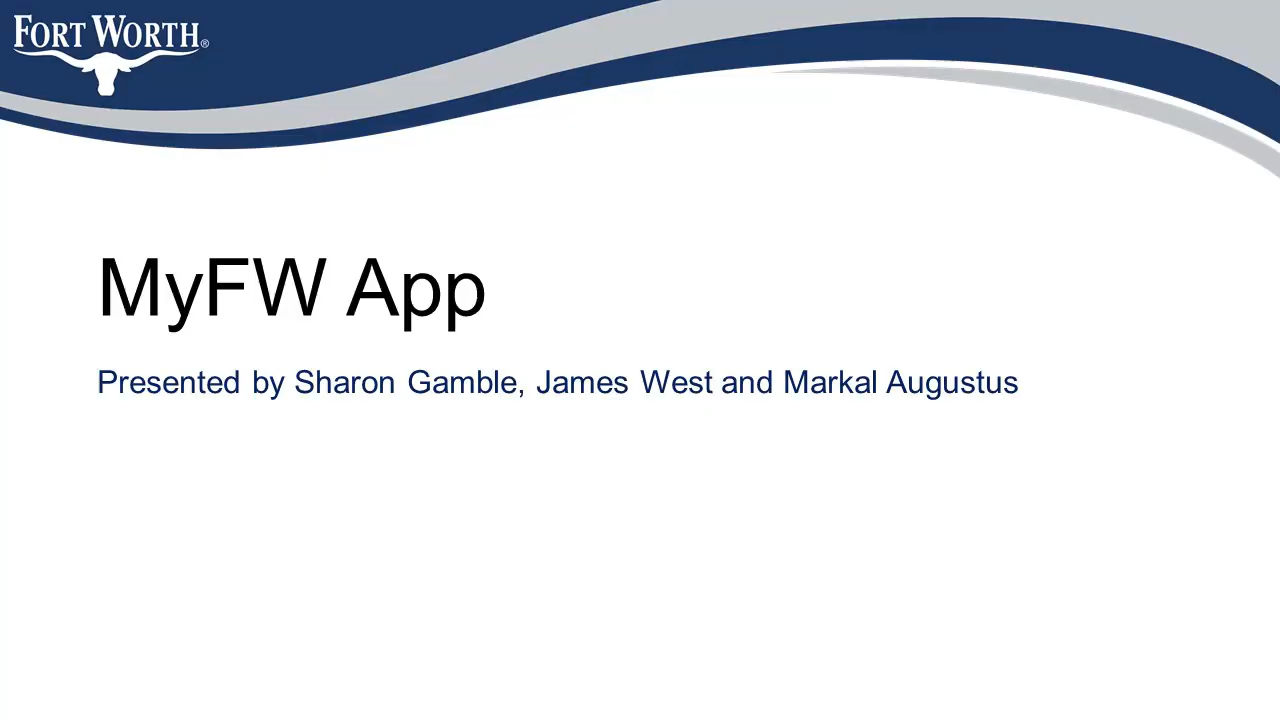 FORT WORTH®
MyFW App
Presented by Sharon Gamble, James West and Markal Augustus